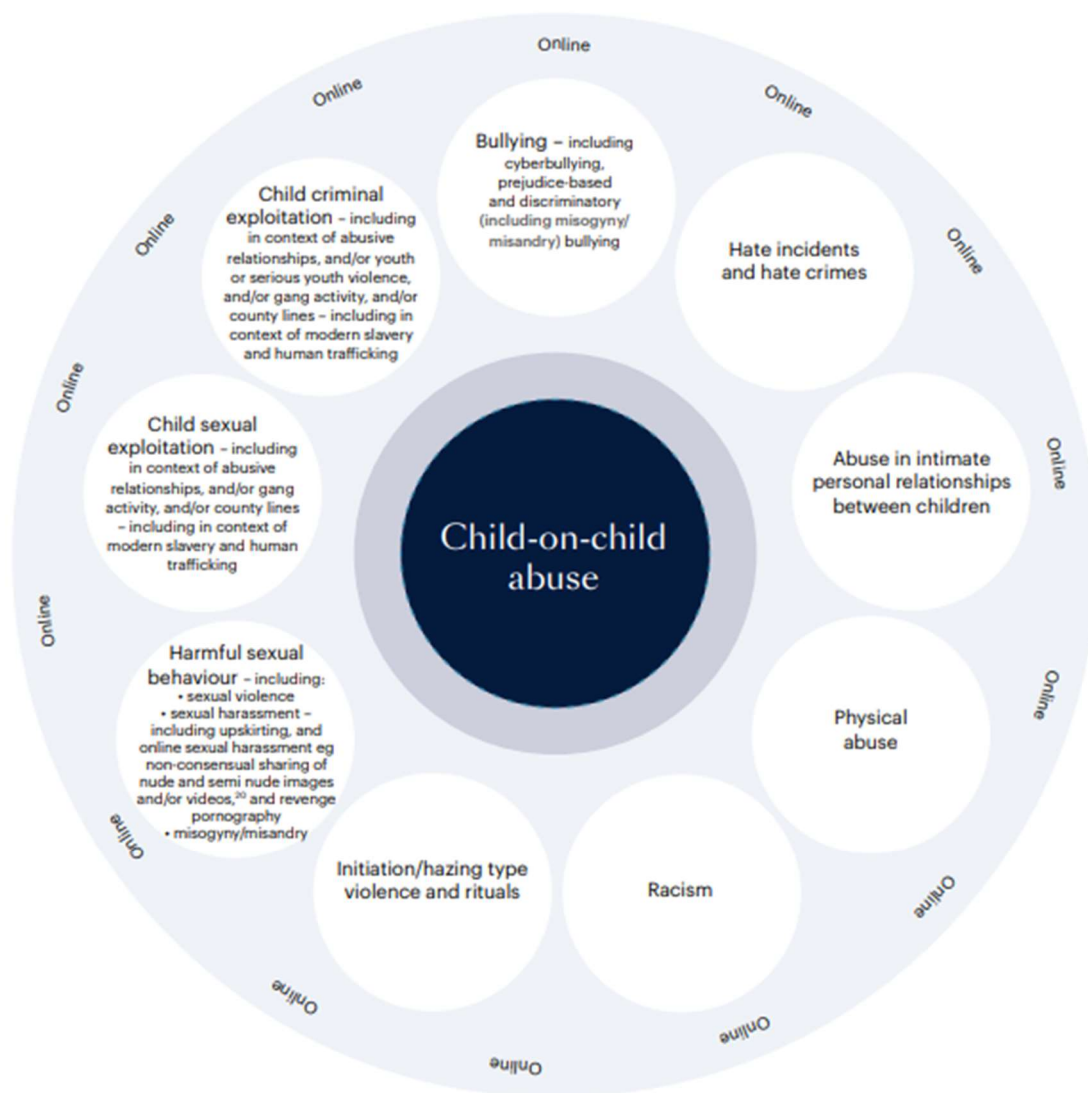 Online
Online
Online
Online
Online
Online
Online
Online
Online
Online
Online
Online
Online
Online
Bullying – including
cyberbullying,
prejudice-based
and discriminatory
(including misogyny/
misandry) bullying
Hate incidents
and hate crimes
Abuse in intimate
personal relationships
between children
Physical
abuse
Racism
Initiation/hazing type
violence and rituals
Harmful sexual
behaviour – including:
• sexual violence
• sexual harassment –
including upskirting, and
online sexual harassment eg
non-consensual sharing of
nude and semi nude images
and/or videos,²⁰ and revenge
pornography
• misogyny/misandry
Child sexual
exploitation – including
in context of abusive
relationships, and/or gang
activity, and/or county lines
– including in context of
modern slavery and human
trafficking
Child criminal
exploitation – including
in context of abusive
relationships, and/or youth
or serious youth violence,
and/or gang activity, and/or
county lines – including in
context of modern slavery
and human trafficking
Child-on-child
abuse